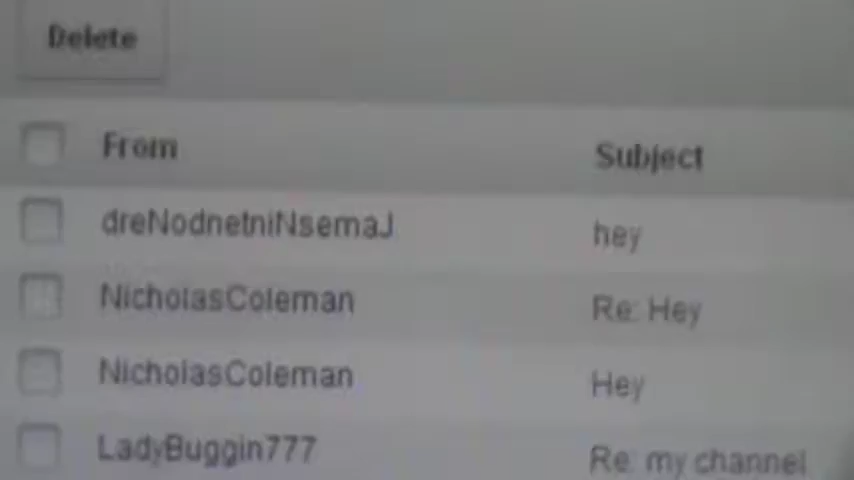 Delete
From Subject
dreNodnetniNsemaJ hey
NicholasColeman Re: Hey
NicholasColeman Hey
LadyBuggin777 Re: my channel